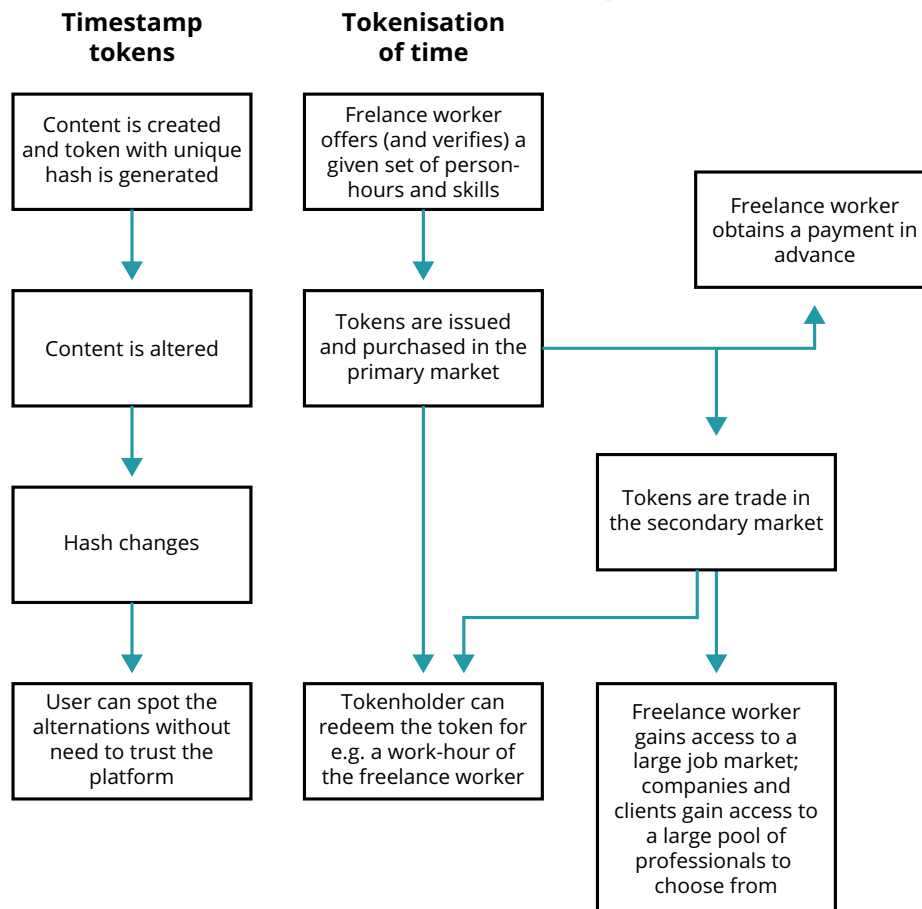 Timestamp
tokens
Content is created
and token with unique
hash is generated
Content is altered
Hash changes
User can spot the
alternations without
need to trust the
platform
Tokenisation
of time
Frelance worker
offers (and verifies) a
given set of person-
hours and skills
Tokens are issued
and purchased in the
primary market
Freelance worker
obtains a payment in
advance
Tokens are trade in
the secondary market
Tokenholder can
redeem the token for
e.g. a work-hour of
the freelance worker
Freelance worker
gains access to a
large job market;
companies and
clients gain access to
a large pool of
professionals to
choose from